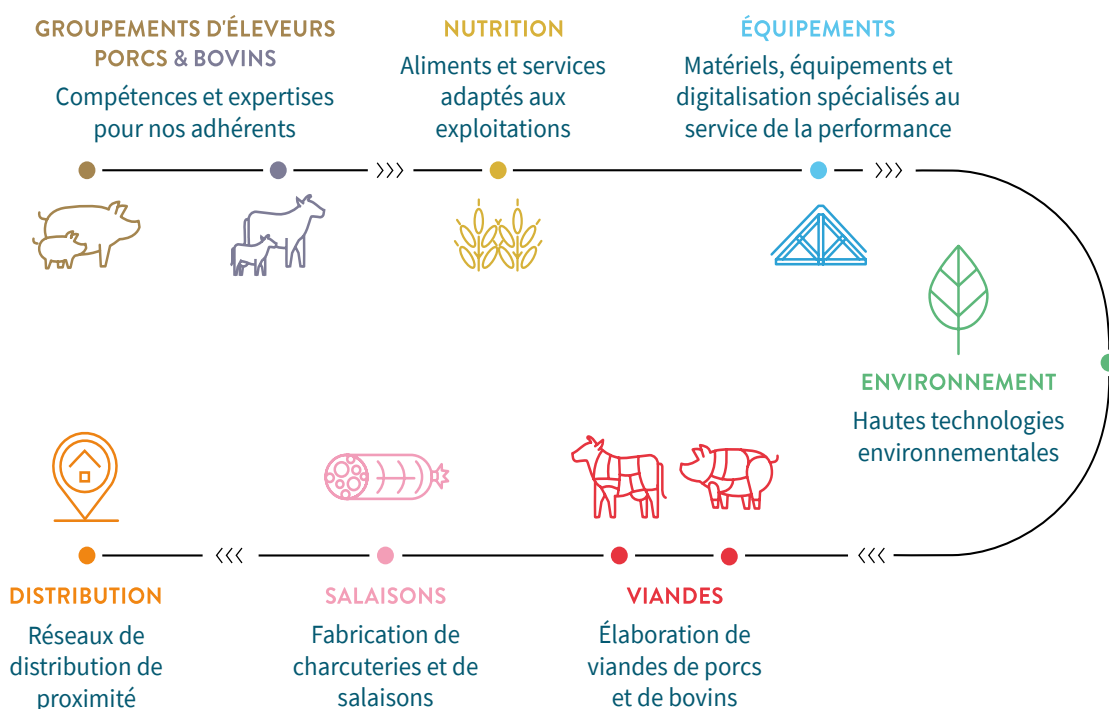 GROUPEMENTS D'ÉLEVEURS
PORCS & BOVINS
Compétences et expertises
pour nos adhérents
NUTRITION
Aliments et services
adaptés aux
exploitations
ÉQUIPEMENTS
Matériels, équipements et
digitalisation spécialisés au
service de la performance
ENVIRONNEMENT
Hautes technologies
environnementales
VIANDES
Élaboration de
viandes de porcs
et de bovins
SALAISONS
Fabrication de
charcuteries et de
salaisons
DISTRIBUTION
Réseaux de
distribution de
proximité